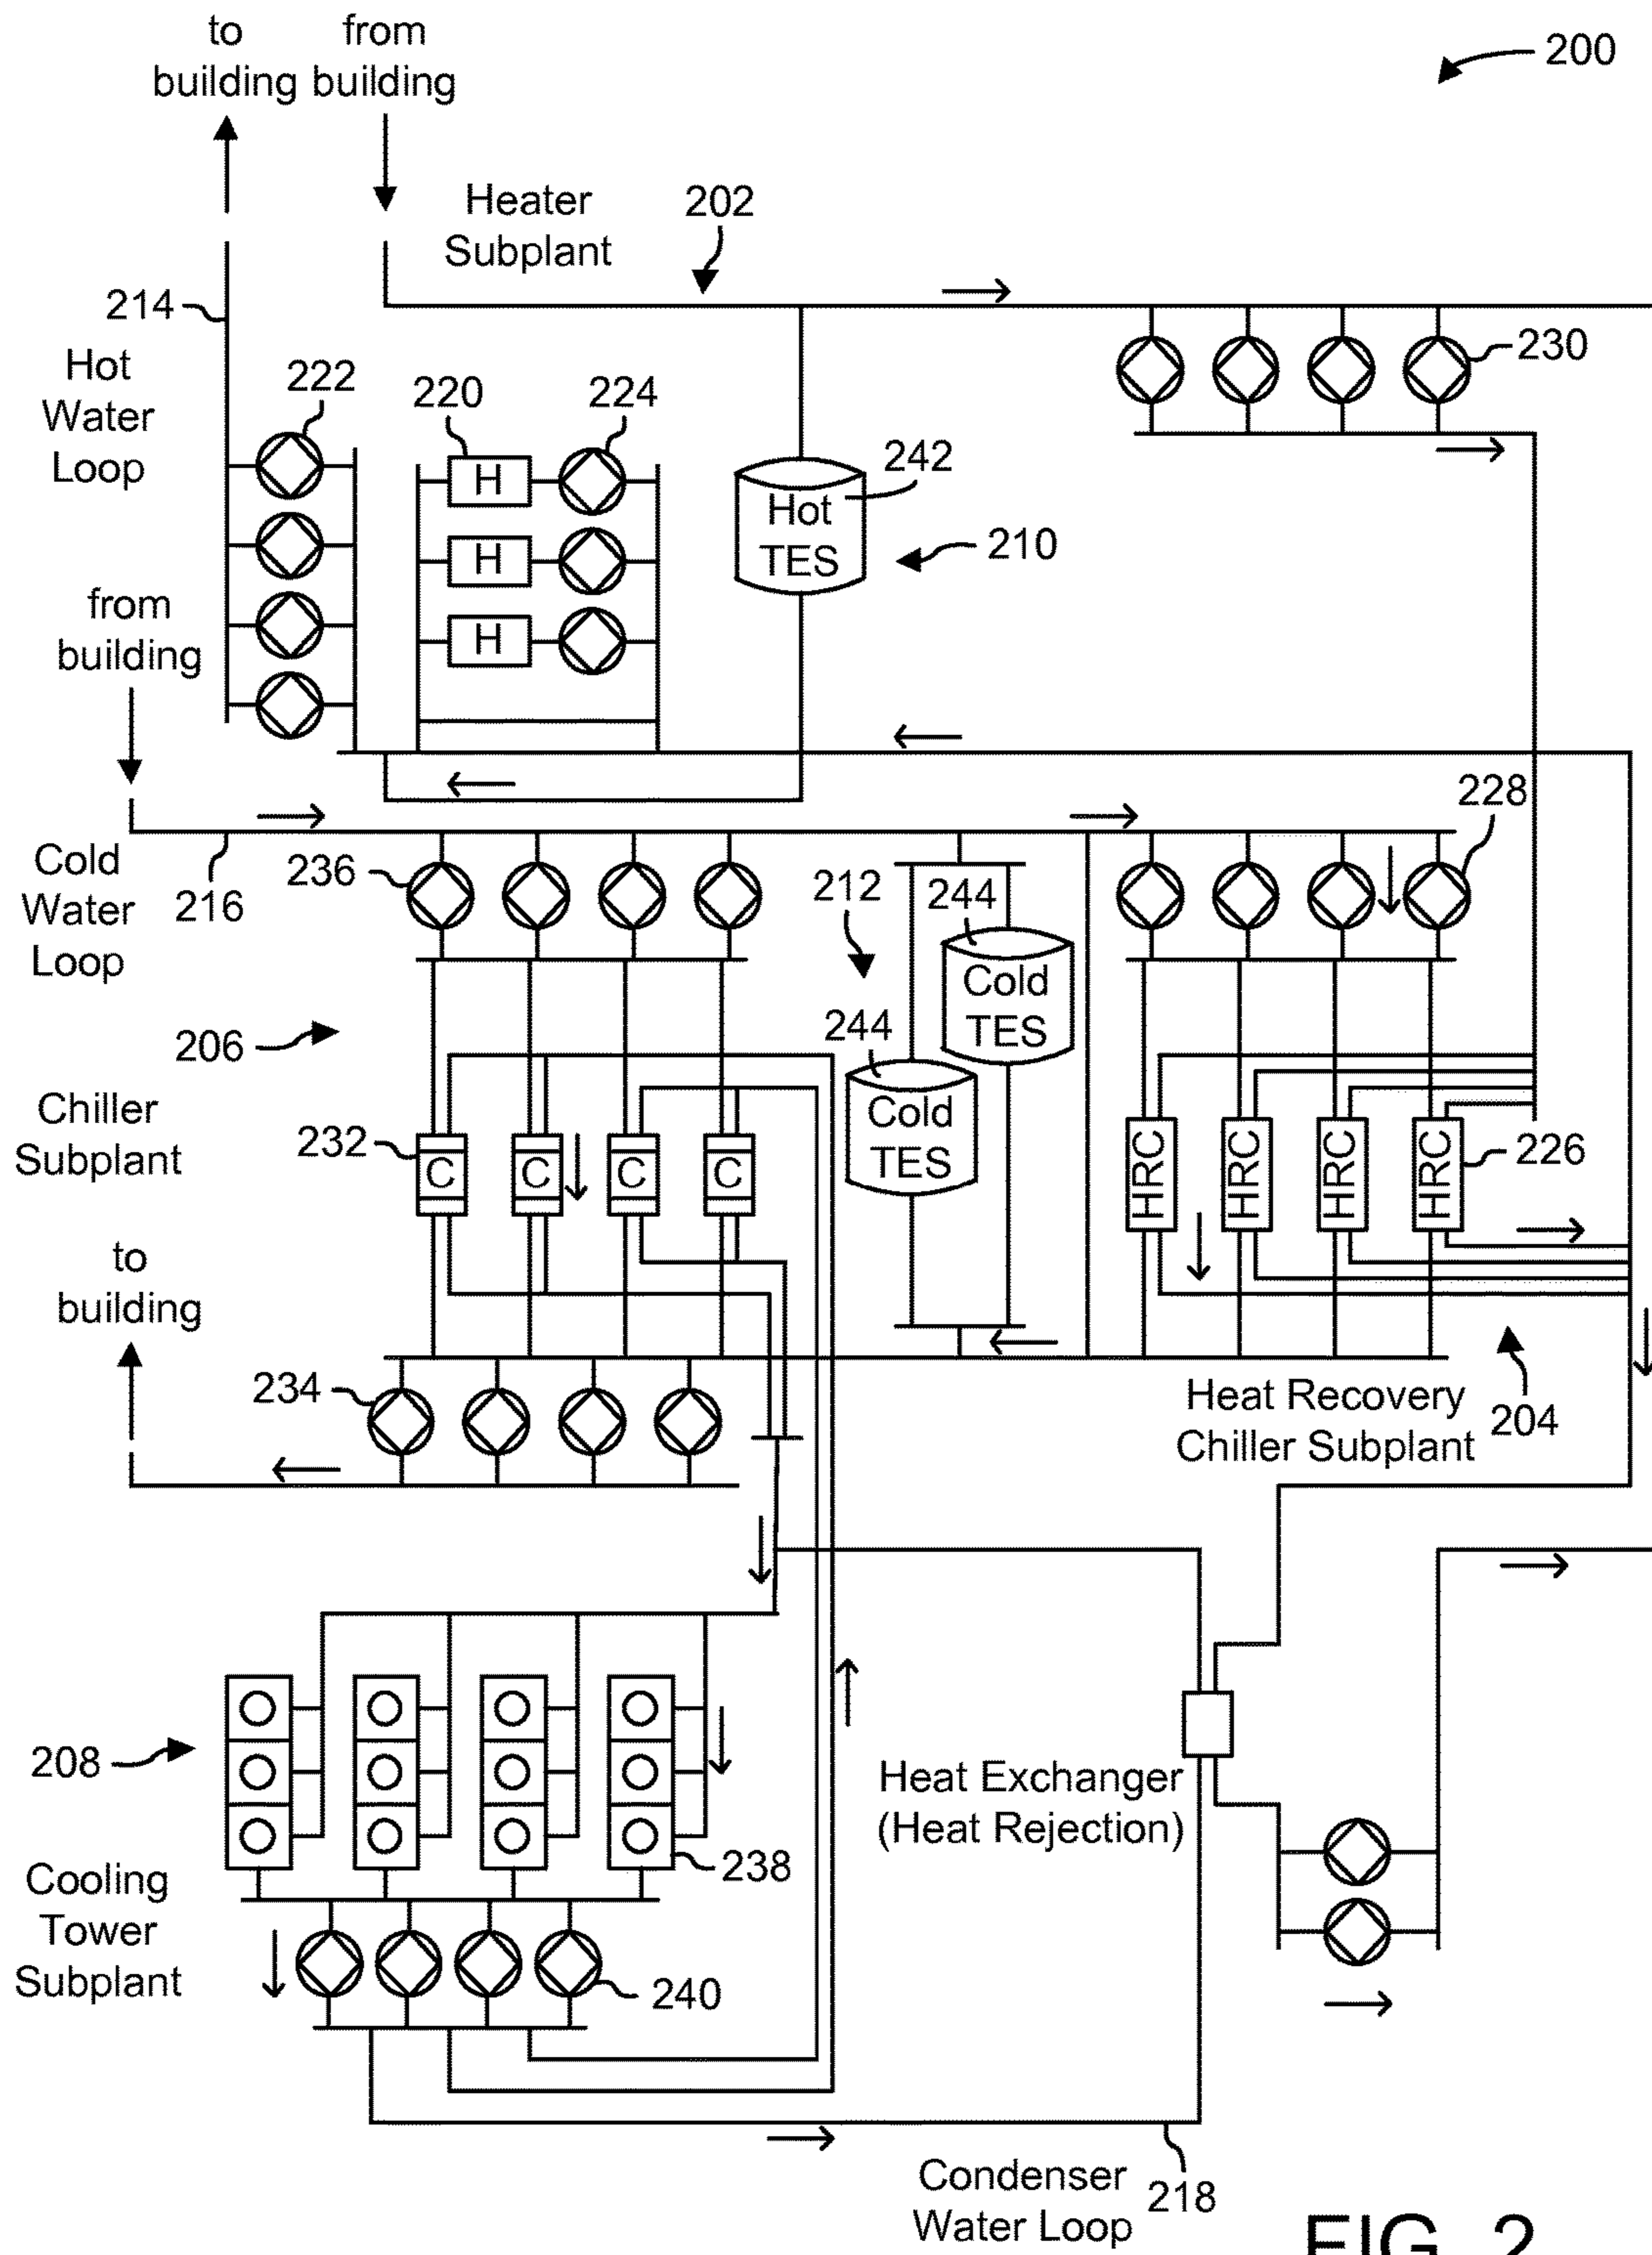 to
building
from
building
200
Heater
Subplant
202
214
Hot
Water
Loop
222
220
224
230
H
H
H
242
Hot
TES
210
from
building
228
Cold
Water
Loop
216
236
212
244
Cold
TES
244
Cold
TES
206
Chiller
Subplant
232
C
C
C
C
HRC
HRC
HRC
HRC
226
to
building
234
Heat Recovery
Chiller Subplant
204
208
Heat Exchanger
(Heat Rejection)
238
Cooling
Tower
Subplant
240
Condenser
Water Loop
218
FIG. 2